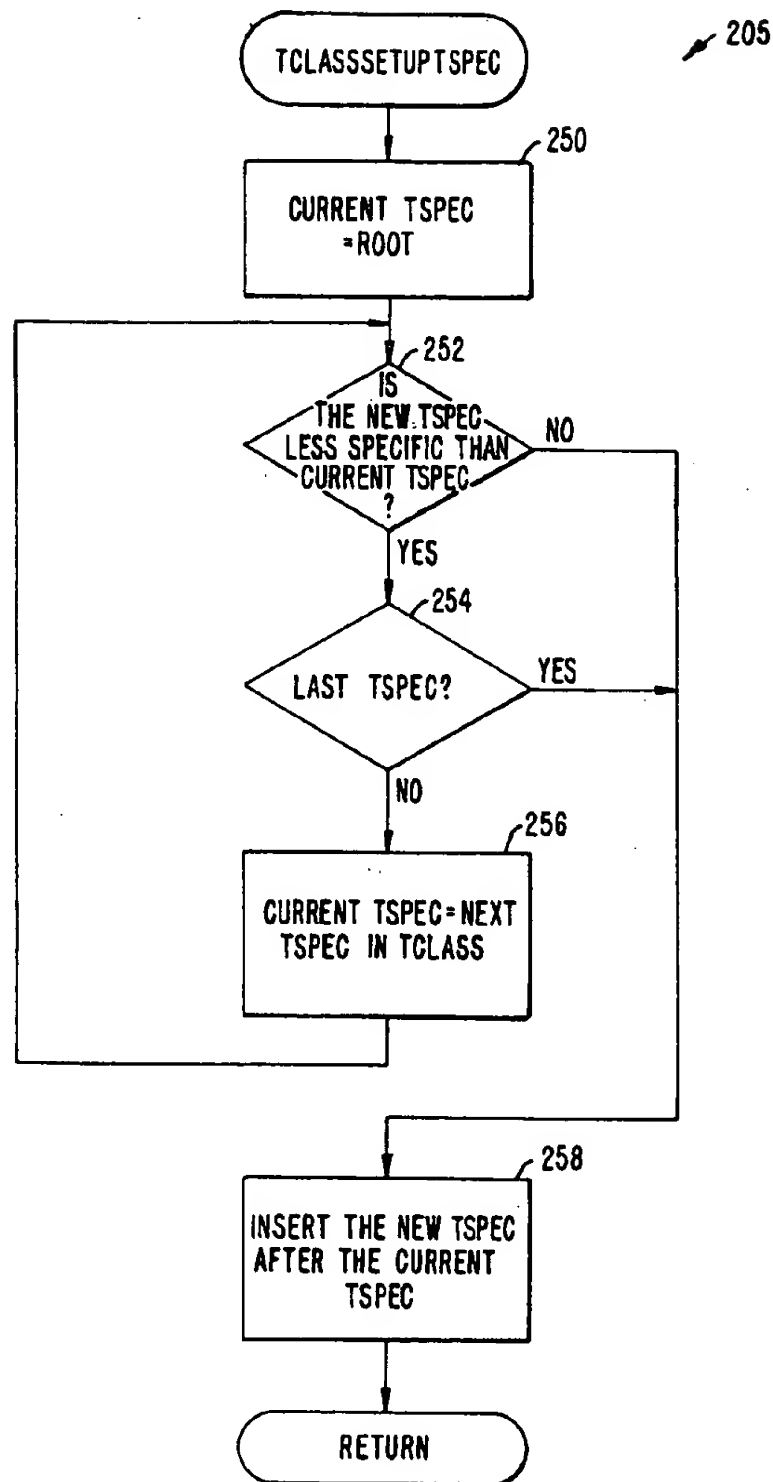 205
TCLASSSETUPTSPEC
250
CURRENT TSPEC
=ROOT
252
IS
THE NEW TSPEC
LESS SPECIFIC THAN
CURRENT TSPEC
?
NO
YES
254
LAST TSPEC?
YES
NO
256
CURRENT TSPEC=NEXT
TSPEC IN TCLASS
258
INSERT THE NEW TSPEC
AFTER THE CURRENT
TSPEC
RETURN